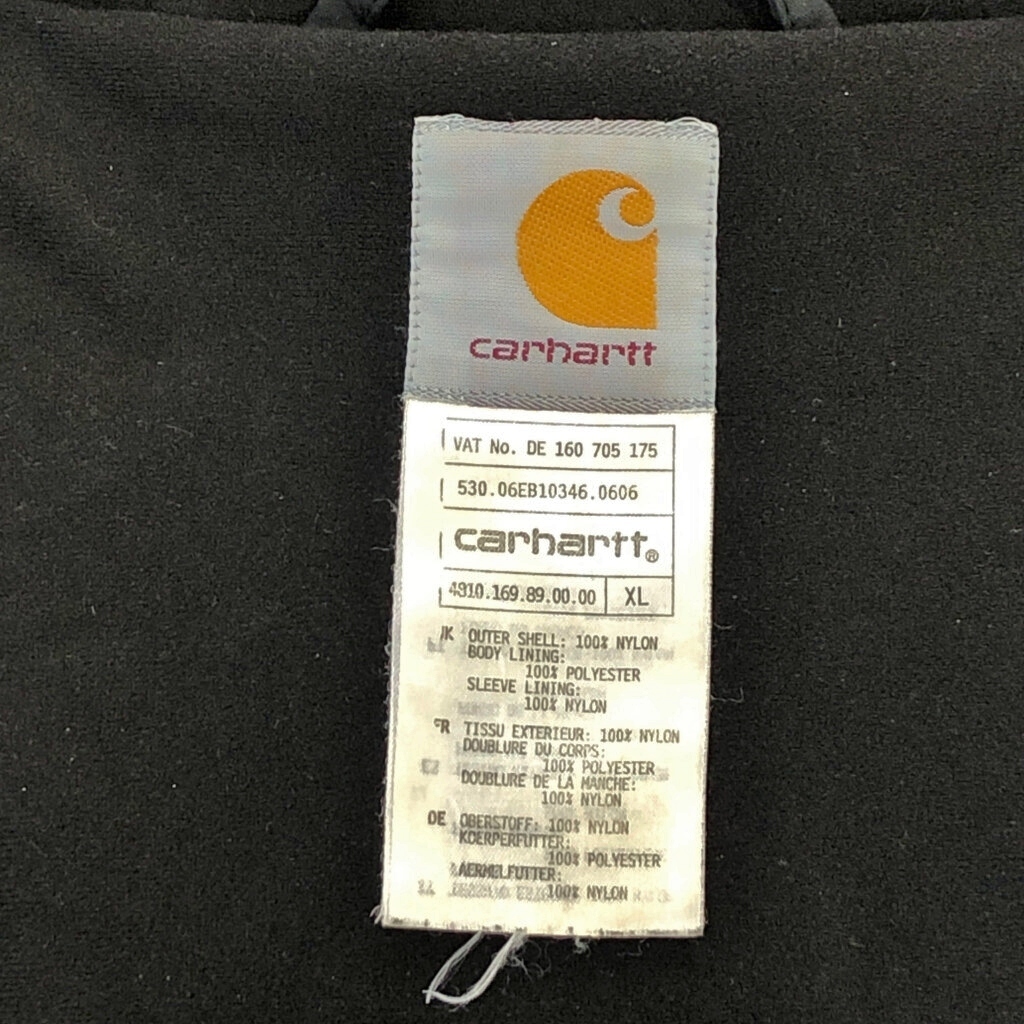 carhartt
VAT No. DE 160 705 175
530.06EB10346.0606
carhartt®
4910.169.89.00.00 XL
OUTER SHELL: 100% NYLON
BODY LINING:
100% POLYESTER
SLEEVE LINING:
100% NYLON
FR TISSU EXTERIEUR: 100% NYLON
DOUBLURE DU CORPS:
100% POLYESTER
DOUBLURE DE LA MANCHE:
100% NYLON
DE OBERSTOFF: 100% NYLON
KOERPERFUTTER:
100% POLYESTER
AERMELFUTTER:
100% NYLON